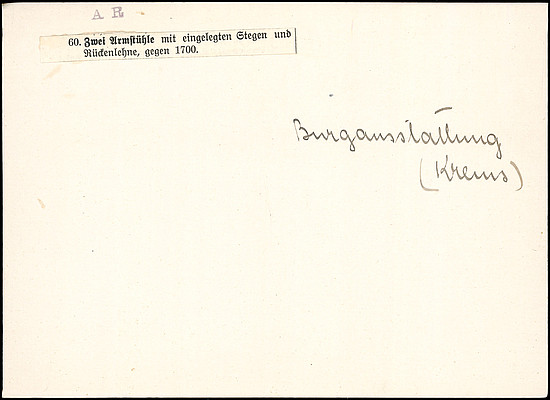 A R.
60. Zwei Armstühle mit eingelegten Stegen und
Rückenlehne, gegen 1700.
Burgausstattung
(Krems)